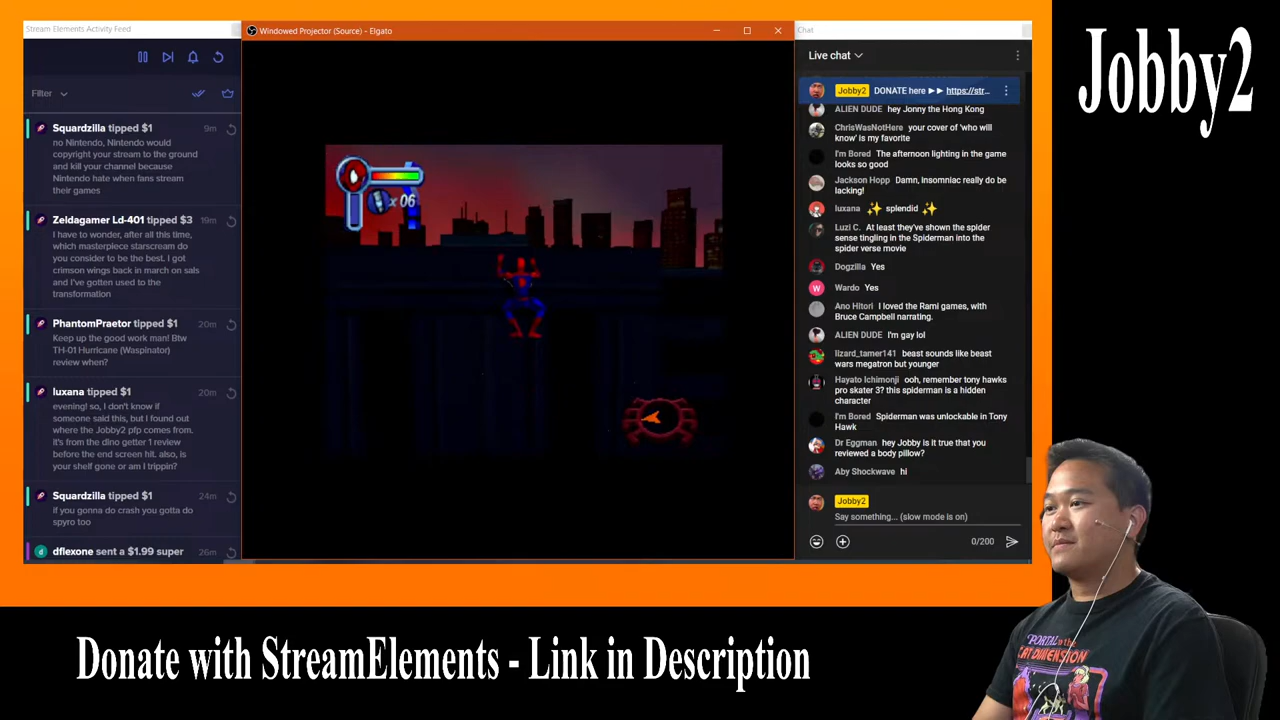 Stream Elements Activity Feed
Filter
Squardzilla tipped $1
9m
no Nintendo, Nintendo would
copyright your stream to the ground
and kill your channel because
Nintendo hate when fans stream
their games
Zeldagamer Ld-401 tipped $3
19m
I have to wonder, after all this time,
which masterpiece starscream do
you consider to be the best. I got
crimson wings back in march on sals
and I've gotten used to the
transformation
PhantomPraetor tipped $1
20m
Keep up the good work man! Btw
TH-01 Hurricane (Waspinator)
review when?
luxana tipped $1
20m
evening! so, I don't know if
someone said this, but I found out
where the Jobby2 pfp comes from.
it's from the dino getter 1 review
before the end screen hit. also, is
your shelf gone or am I trippin?
Squardzilla tipped $1
24m
if you gonna do crash you gotta do
spyro too
dflexone sent a $1.99 super
26m
Windowed Projector (Source) - Elgato
x 06
Chat
Live chat
Jobby2 DONATE here ►► https://str...
ALIEN DUDE hey Jonny the Hong Kong
ChrisWasNotHere your cover of 'who will
know' is my favorite
I'm Bored The afternoon lighting in the game
looks so good
Jackson Hopp Damn, insomniac really do be
lacking!
luxana ✨ splendid ✨
Luzi C. At least they've shown the spider
sense tingling in the Spiderman into the
spider verse movie
Dogzilla Yes
W
Wardo Yes
Ano Hitori I loved the Rami games, with
Bruce Campbell narrating.
ALIEN DUDE I'm gay lol
lizard_tamer141 beast sounds like beast
wars megatron but younger
Hayato Ichimonji ooh, remember tony hawks
pro skater 3? this spiderman is a hidden
character
I'm Bored Spiderman was unlockable in Tony
Hawk
Dr Eggman hey Jobby is it true that you
reviewed a body pillow?
Aby Shockwave hi
Jobby2
Say something... (slow mode is on)
0/200
Jobby2
Donate with StreamElements - Link in Description